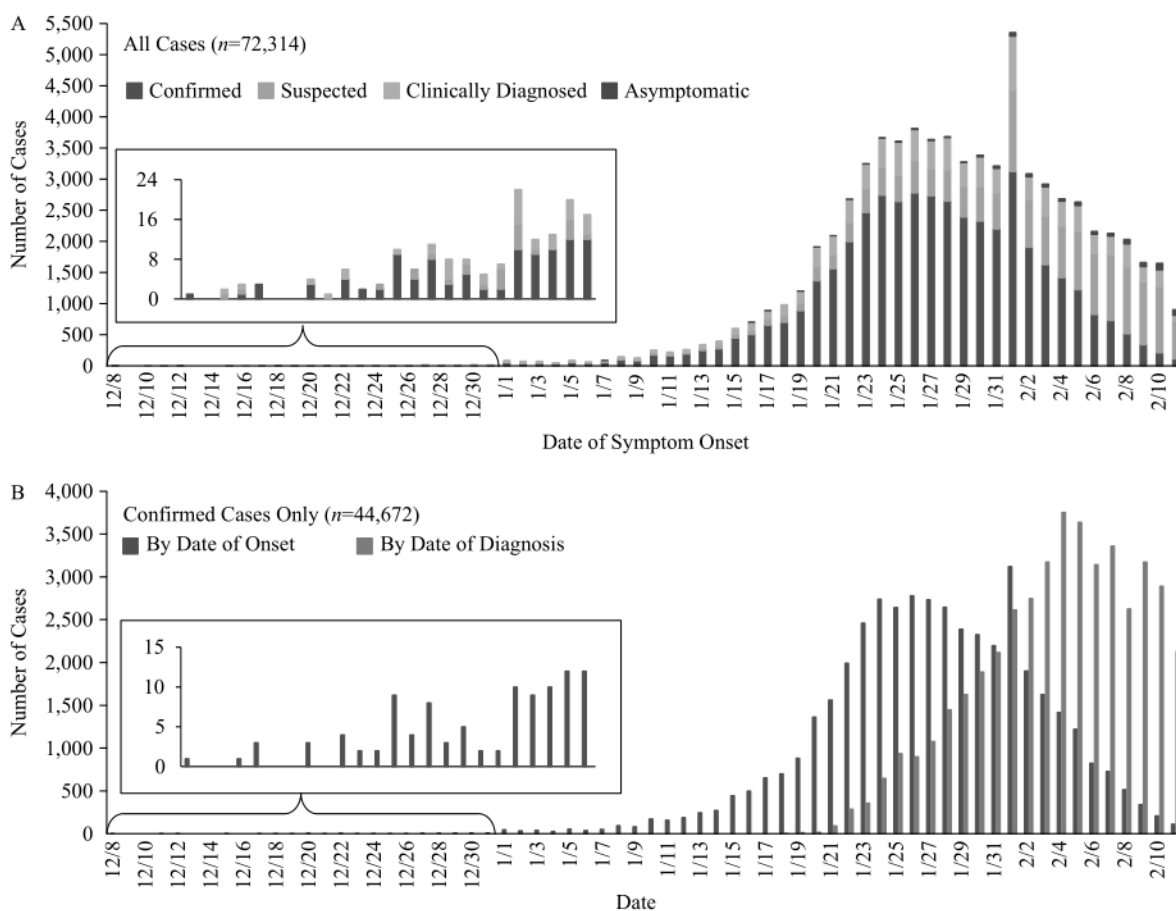 A
5,500
5,000
4,500
4,000
3,500
3,000
2,500
2,000
1,500
1,000
500
0
Number of Cases
All Cases (n=72,314)
Confirmed Suspected Clinically Diagnosed Asymptomatic
24
16
8
0
12/8 12/10 12/12 12/14 12/16 12/18 12/20 12/22 12/24 12/26 12/28 12/30 1/1 1/3 1/5 1/7 1/9 1/11 1/13 1/15 1/17 1/19 1/21 1/23 1/25 1/27 1/29 1/31 2/2 2/4 2/6 2/8 2/10
Date of Symptom Onset
B
4,000
3,500
3,000
2,500
2,000
1,500
1,000
500
0
Number of Cases
Confirmed Cases Only (n=44,672)
By Date of Onset By Date of Diagnosis
15
10
5
0
12/8 12/10 12/12 12/14 12/16 12/18 12/20 12/22 12/24 12/26 12/28 12/30 1/1 1/3 1/5 1/7 1/9 1/11 1/13 1/15 1/17 1/19 1/21 1/23 1/25 1/27 1/29 1/31 2/2 2/4 2/6 2/8 2/10
Date